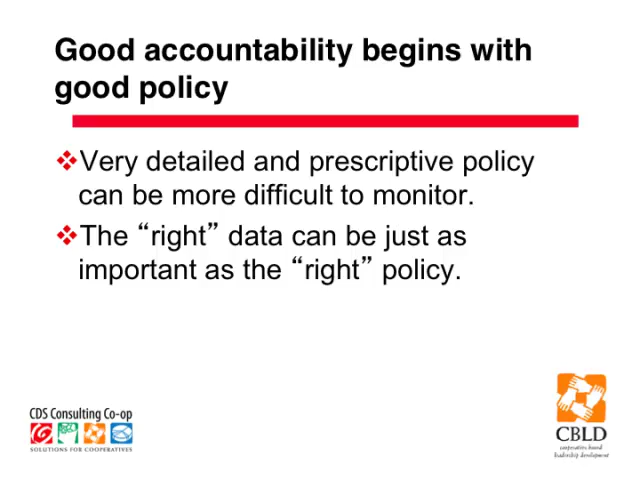 Good accountability begins with
good policy
❖Very detailed and prescriptive policy
can be more difficult to monitor.
❖The “right” data can be just as
important as the “right” policy.
CDS Consulting Co-op
SOLUTIONS FOR COOPERATIVES
CBLD
cooperative board
leadership development